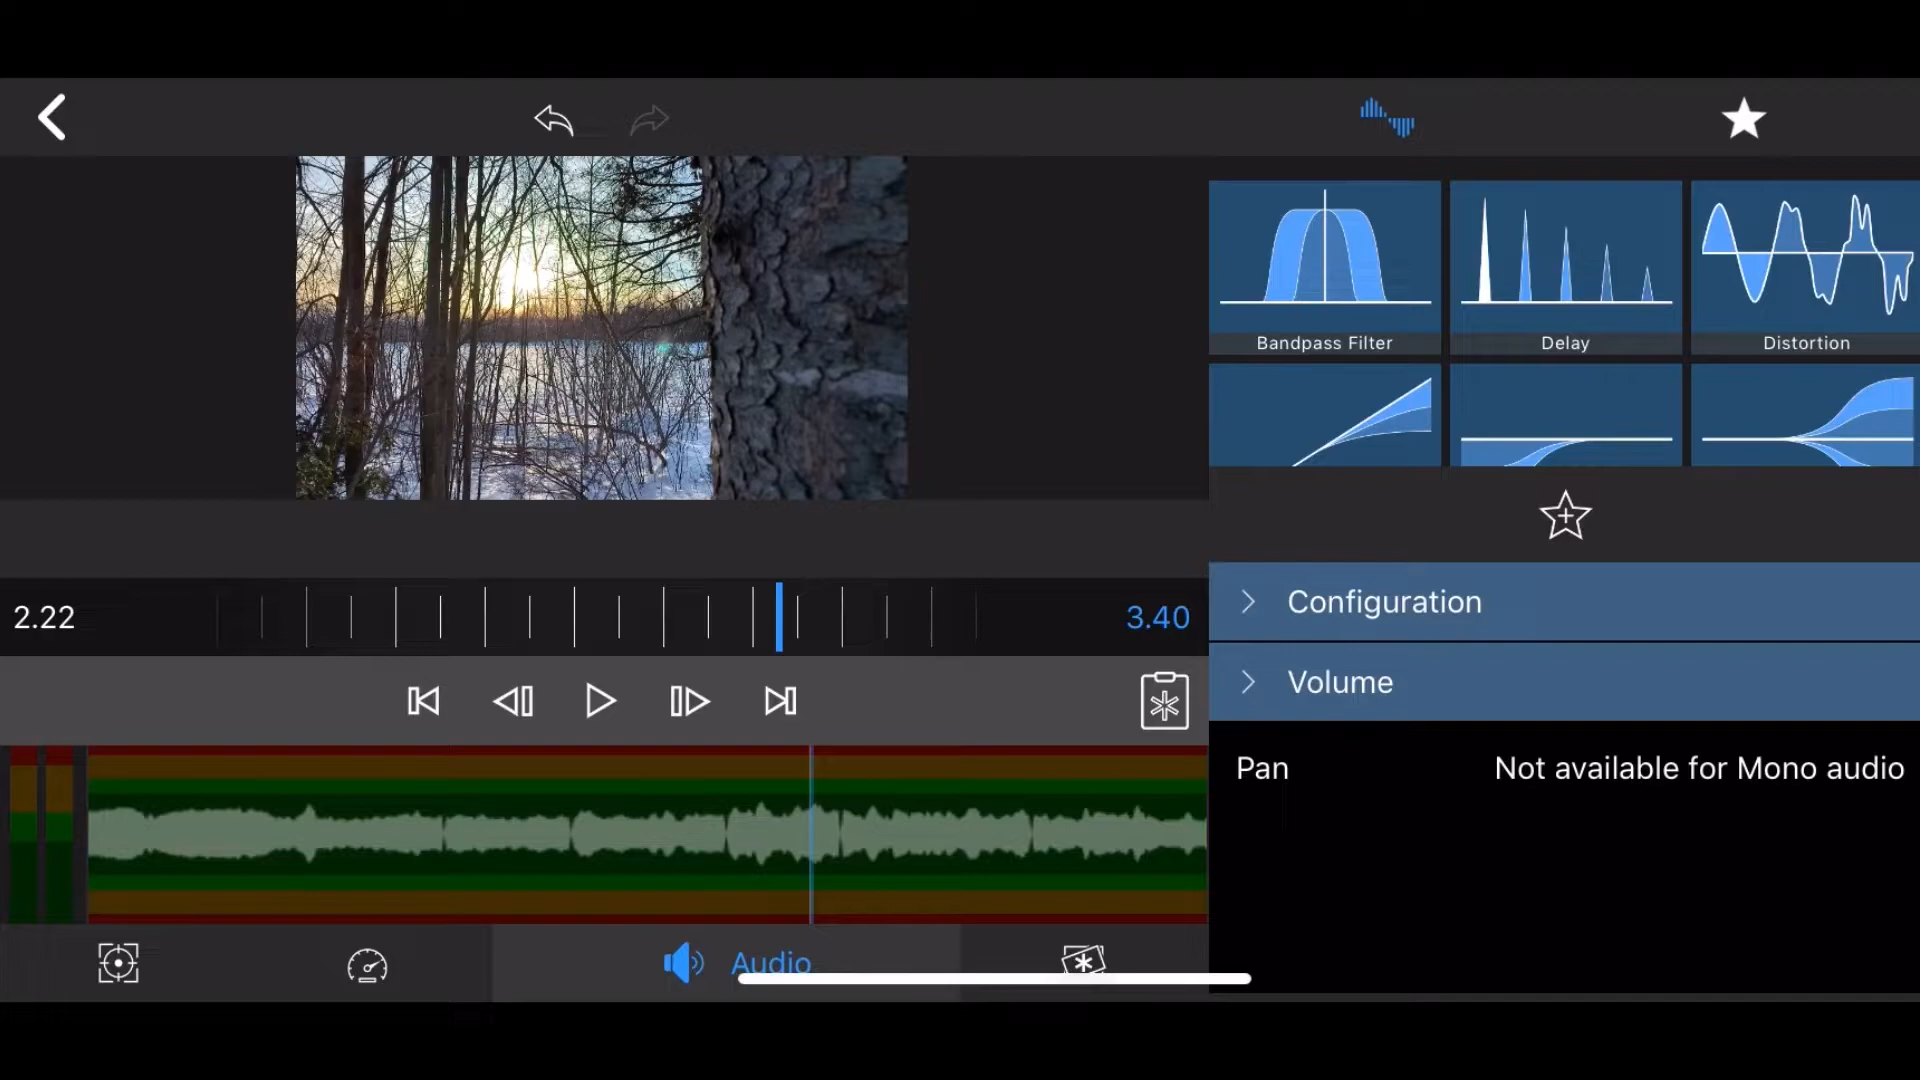 Bandpass Filter
Delay
Distortion
2.22
3.40
Configuration
Volume
Pan
Not available for Mono audio
Audio